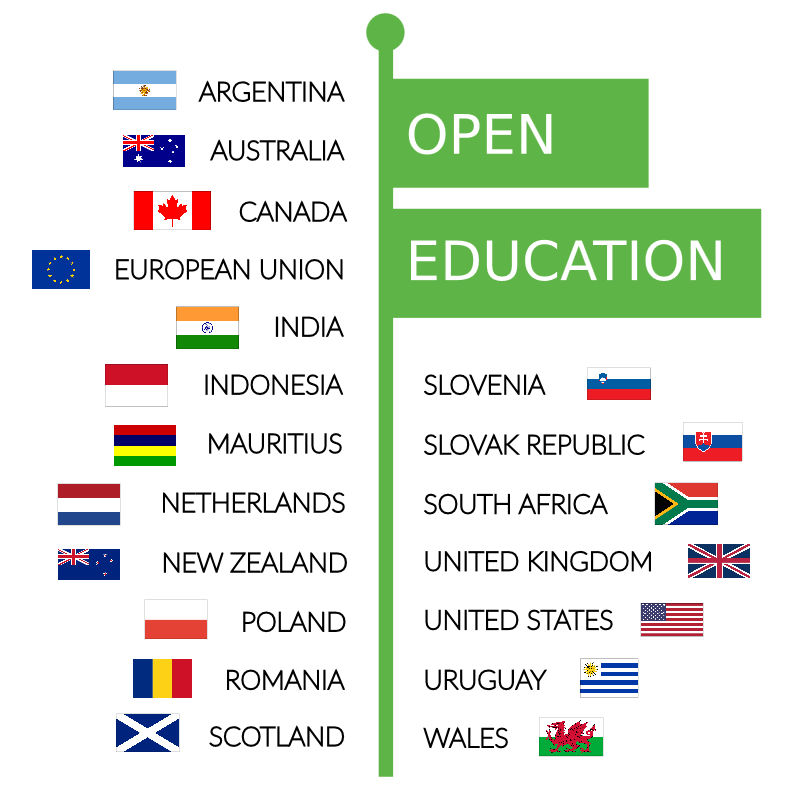 OPEN
EDUCATION
ARGENTINA
AUSTRALIA
CANADA
EUROPEAN UNION
INDIA
INDONESIA
MAURITIUS
NETHERLANDS
NEW ZEALAND
POLAND
ROMANIA
SCOTLAND
SLOVENIA
SLOVAK REPUBLIC
SOUTH AFRICA
UNITED KINGDOM
UNITED STATES
URUGUAY
WALES